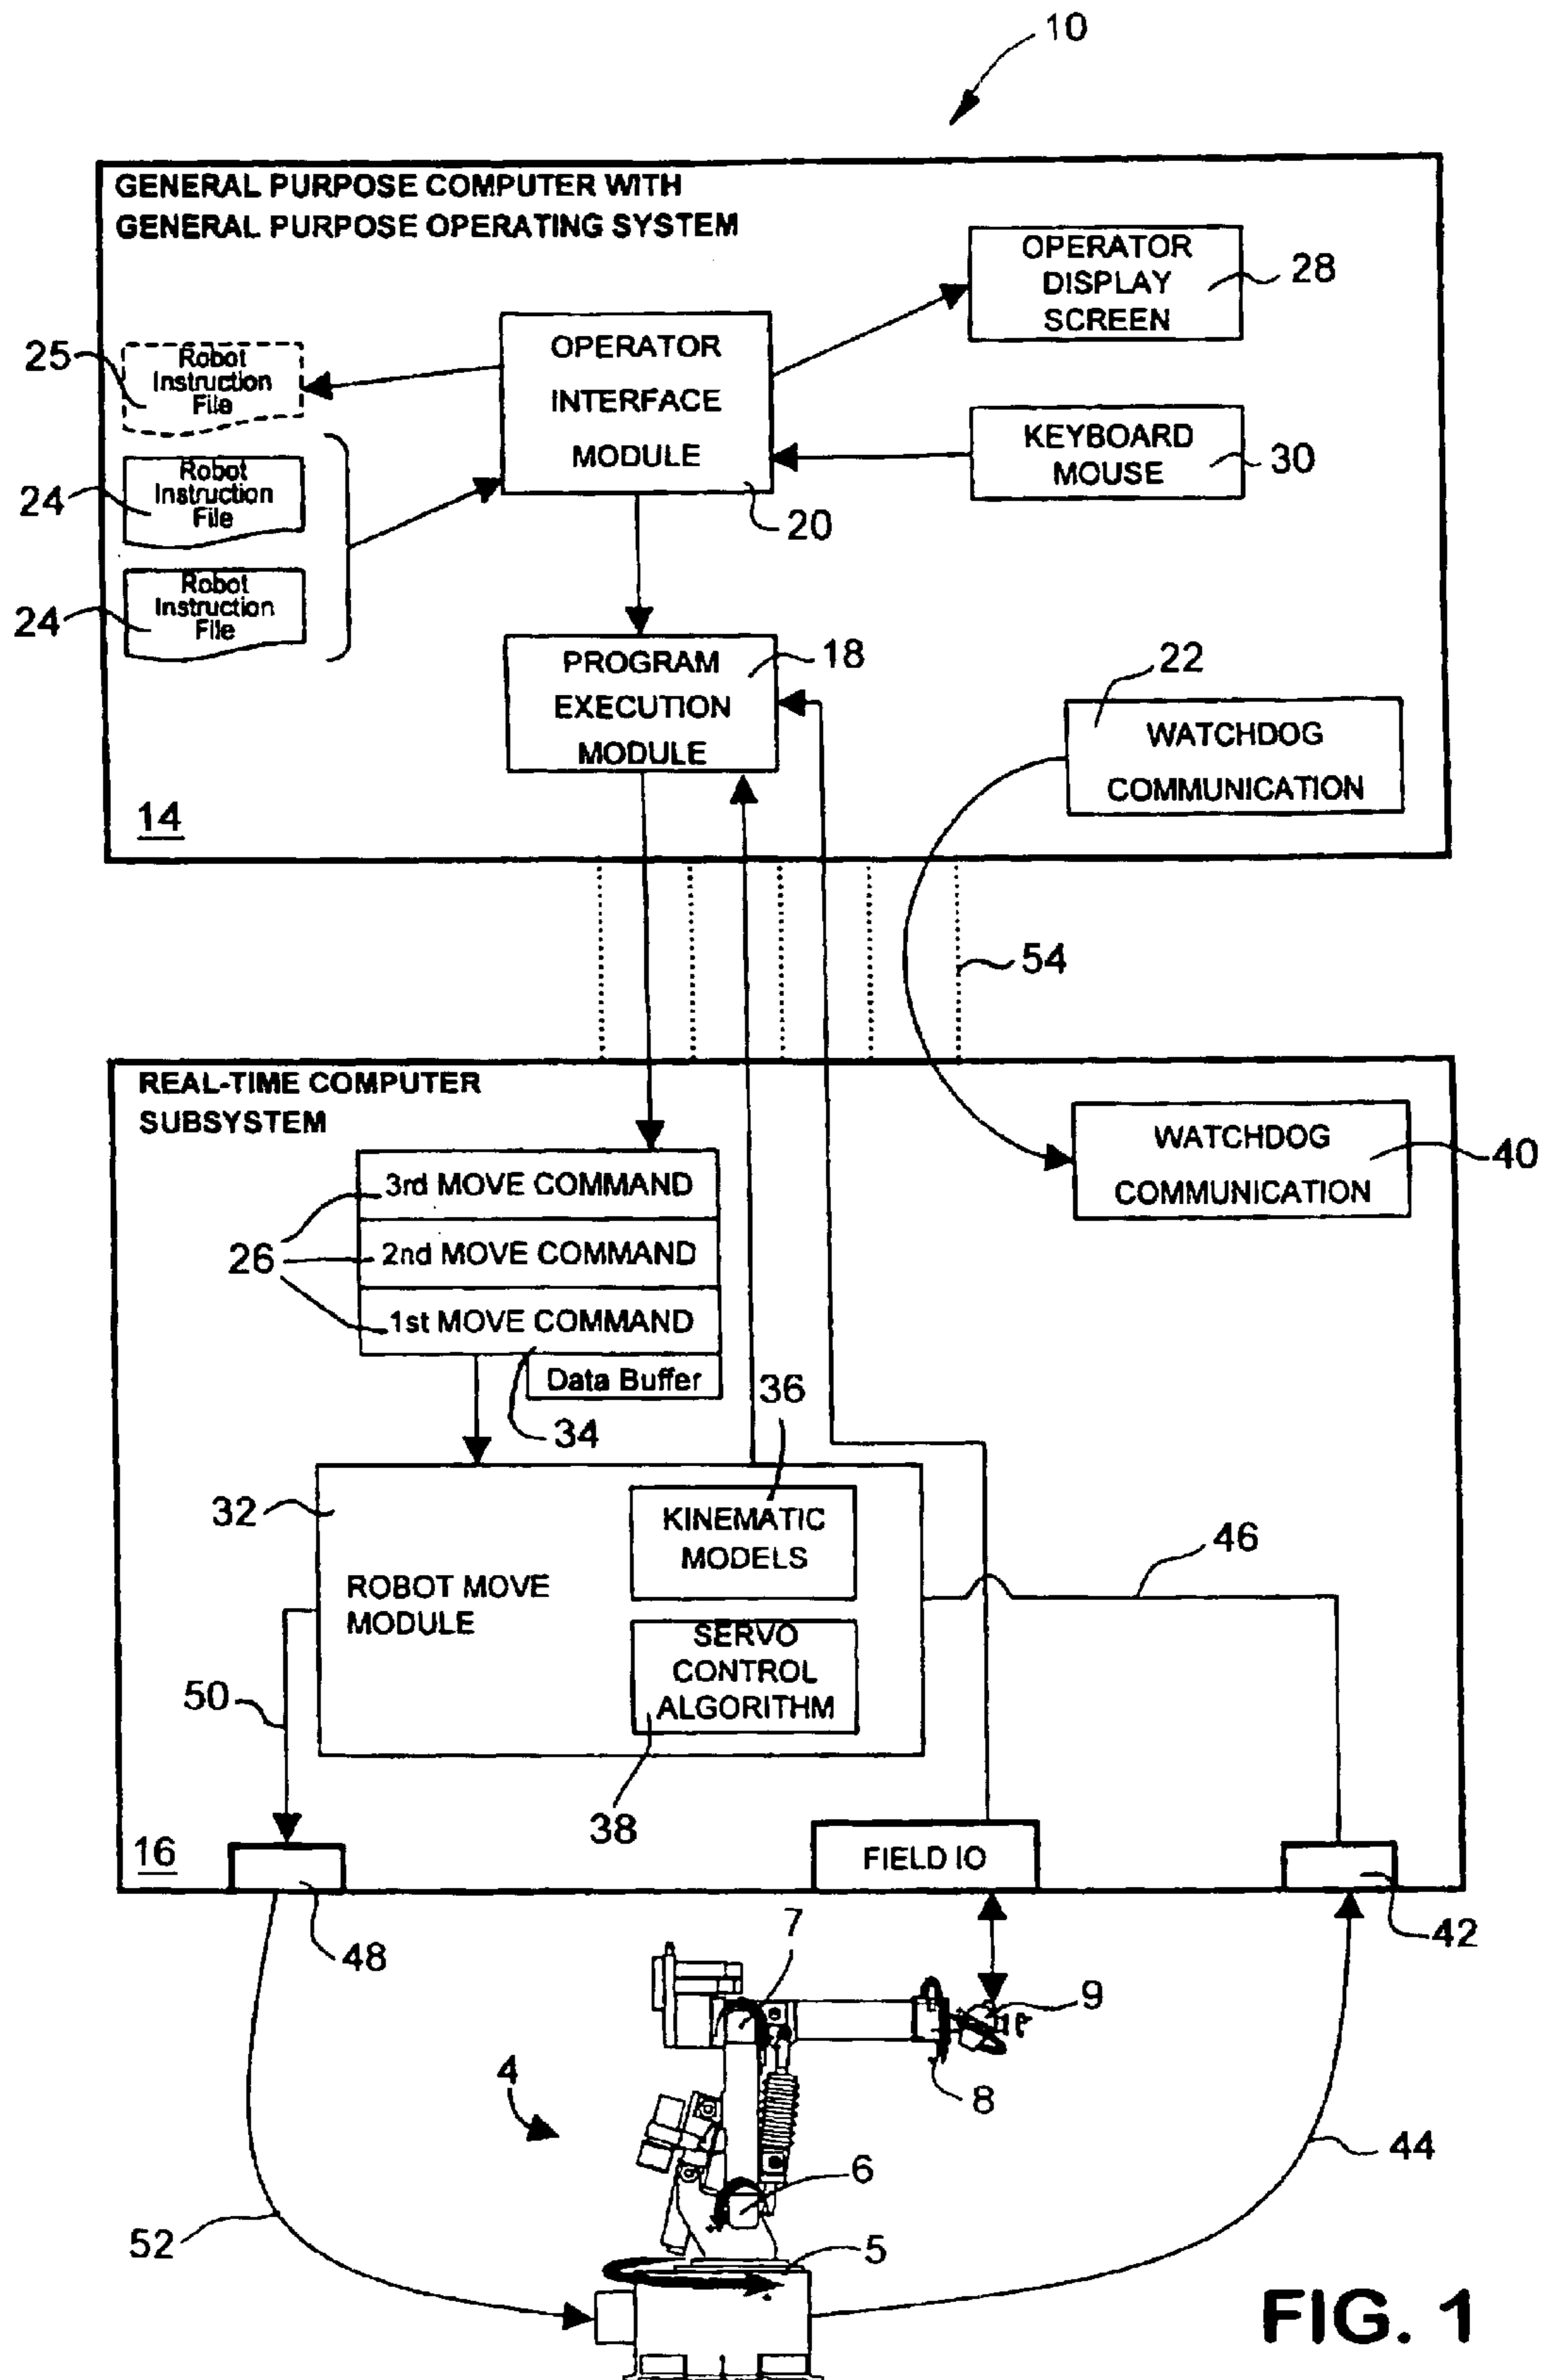 10
GENERAL PURPOSE COMPUTER WITH
GENERAL PURPOSE OPERATING SYSTEM
OPERATOR
DISPLAY
SCREEN
28
25
Robot
Instruction
File
OPERATOR
INTERFACE
MODULE
KEYBOARD
MOUSE
30
24
Robot
Instruction
File
20
24
Robot
Instruction
File
PROGRAM
EXECUTION
MODULE
18
22
WATCHDOG
COMMUNICATION
14
54
REAL-TIME COMPUTER
SUBSYSTEM
WATCHDOG
COMMUNICATION
40
26
3rd MOVE COMMAND
2nd MOVE COMMAND
1st MOVE COMMAND
Data Buffer
34
36
32
ROBOT MOVE
MODULE
KINEMATIC
MODELS
46
SERVO
CONTROL
ALGORITHM
50
38
16
FIELD IO
48
42
7
9
4
8
6
44
52
5
FIG. 1